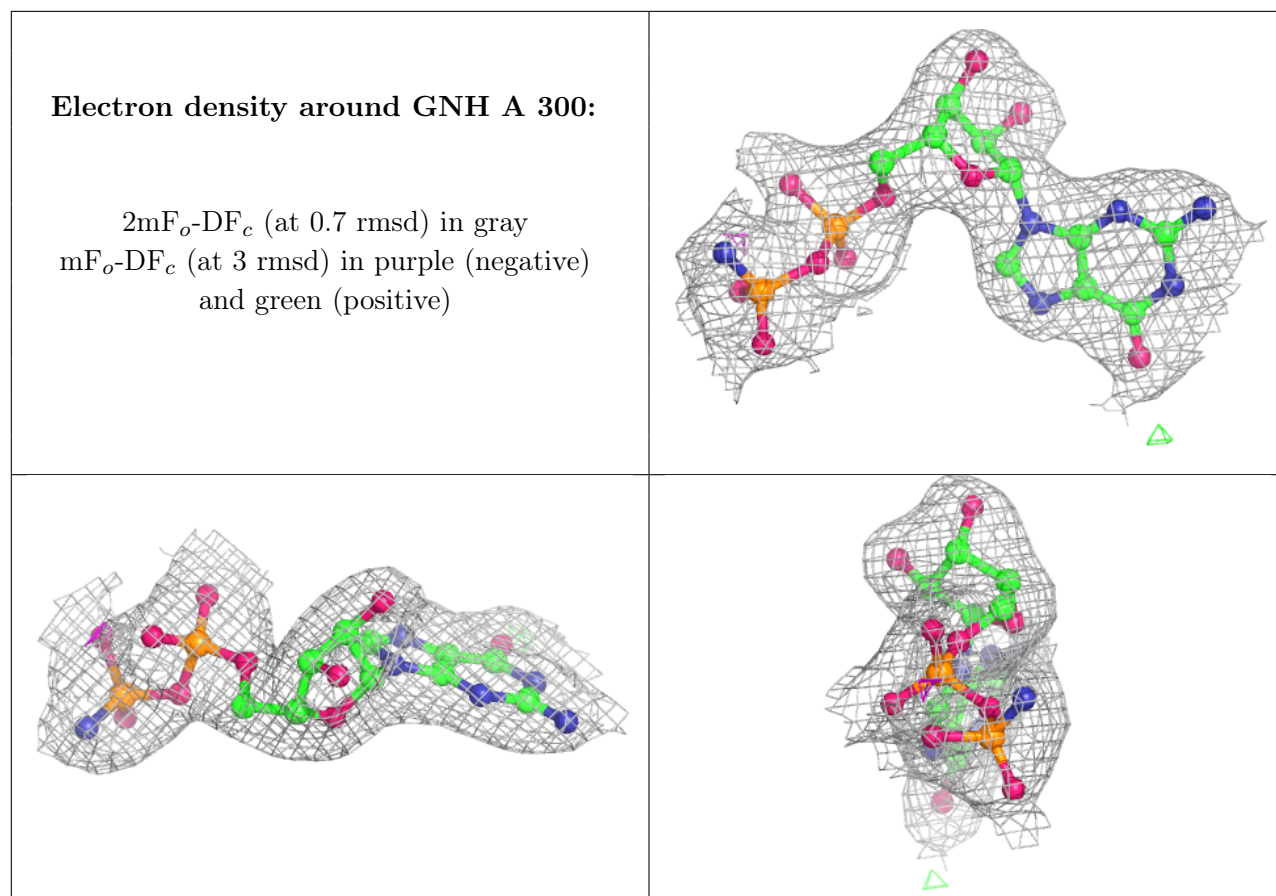 Electron density around GNH A 300:
2mFo-DFc (at 0.7 rmsd) in gray
mFo-DFc (at 3 rmsd) in purple (negative)
and green (positive)